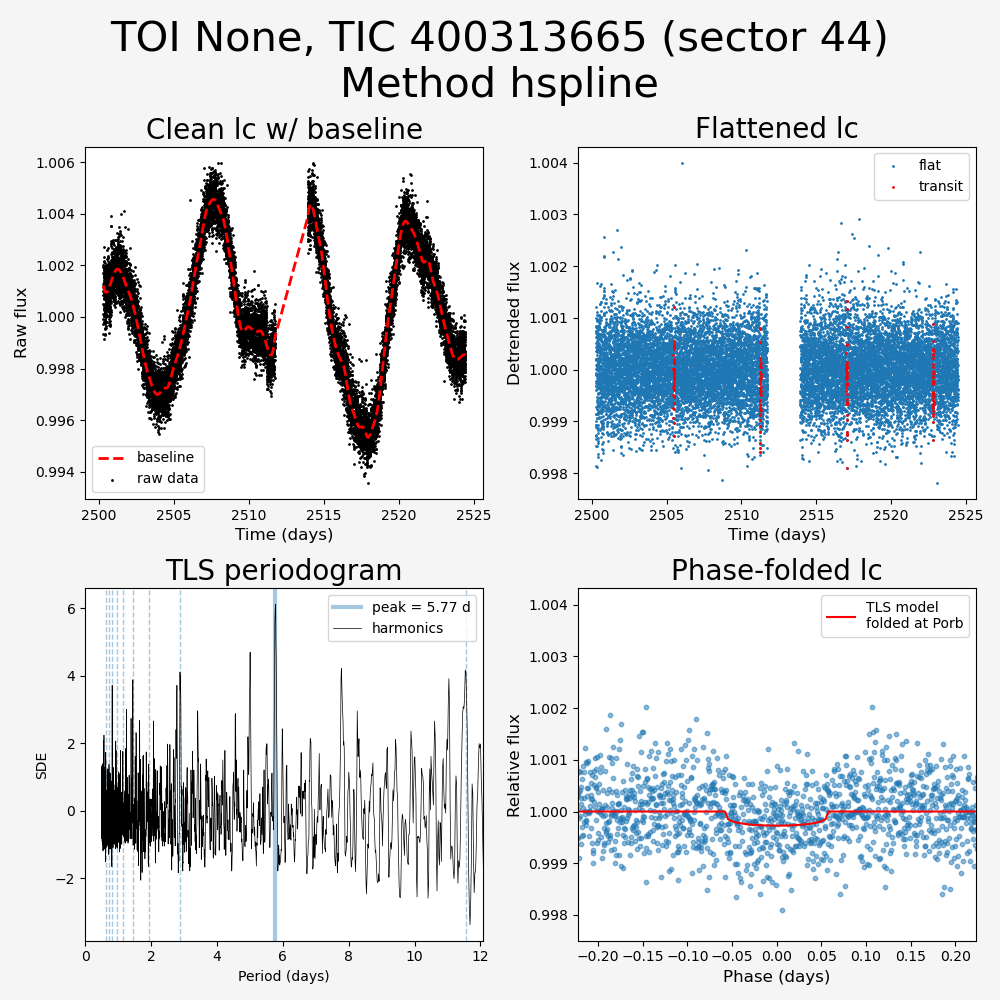 TOI None, TIC 400313665 (sector 44)
Method hspline
Clean lc w/ baseline
1.006
1.004
1.002
1.000
0.998
0.996
0.994
Raw flux
baseline
raw data
2500
2505
2510
2515
2520
2525
Time (days)
Flattened lc
1.004
1.003
1.002
1.001
1.000
0.999
0.998
Detrended flux
flat
transit
2500
2505
2510
2515
2520
2525
Time (days)
TLS periodogram
6
4
2
0
−2
SDE
peak = 5.77 d
harmonics
0
2
4
6
8
10
12
Period (days)
Phase-folded lc
1.004
1.003
1.002
1.001
1.000
0.999
0.998
Relative flux
TLS model
folded at Porb
−0.20
−0.15
−0.10
−0.05
0.00
0.05
0.10
0.15
0.20
Phase (days)